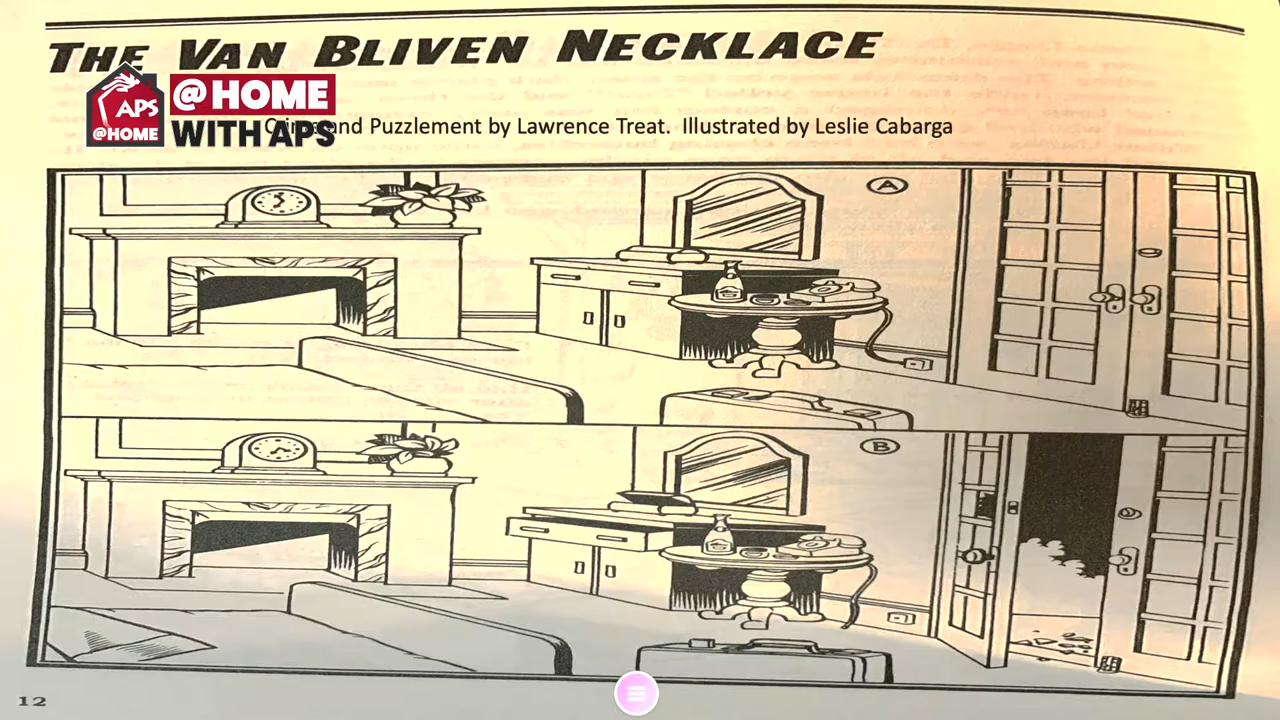 THE VAN BLIVEN NECKLACE
APS
@HOME
@HOME
WITH APS
and Puzzlement by Lawrence Treat. Illustrated by Leslie Cabarga
A
B
12